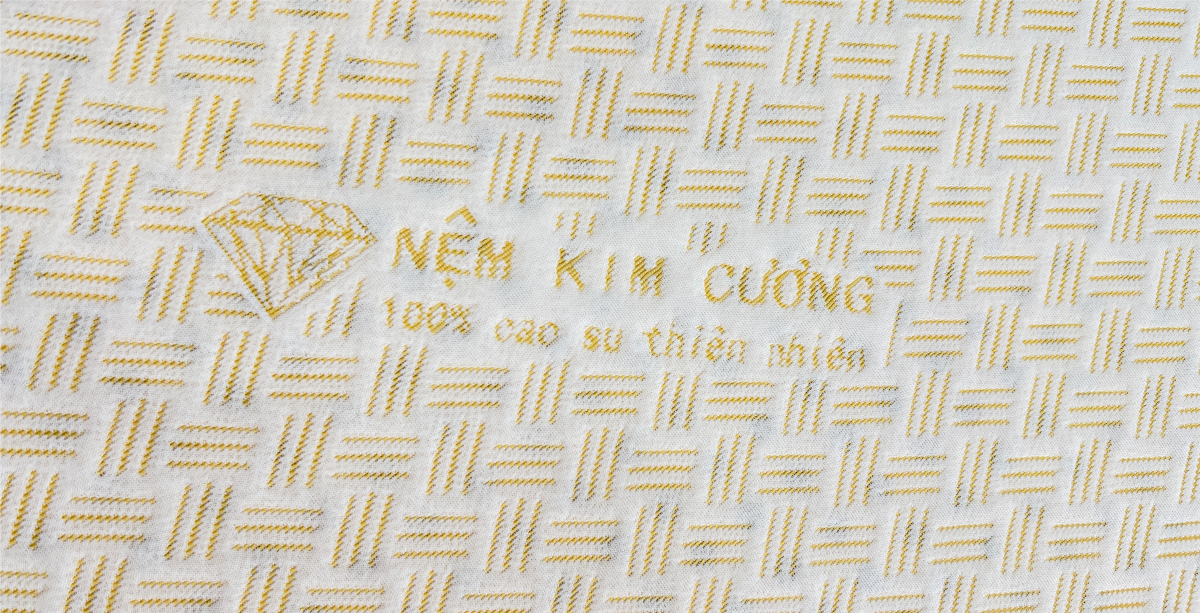 NỆM KIM CƯƠNG
100% cao su thiên nhiên